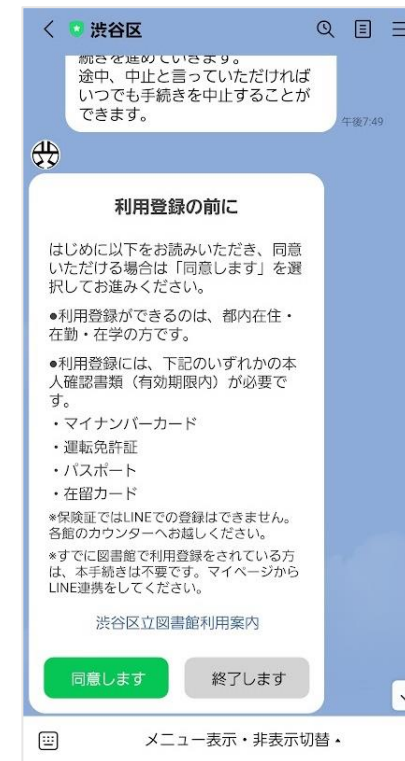 渋谷区
続きを進めていきます。
途中、中止と言っていただければ
いつでも手続きを中止することが
できます。
午後7:49
利用登録の前に
はじめに以下をお読みいただき、同意
いただける場合は「同意します」を選
択してお進みください。
●利用登録ができるのは、都内在住・
在勤・在学の方です。
●利用登録には、下記のいずれかの本
人確認書類（有効期限内）が必要で
す。
・マイナンバーカード
・運転免許証
・パスポート
・在留カード
*保険証ではLINEでの登録はできません。
各館のカウンターへお越しください。
*すでに図書館で利用登録をされている方
は、本手続きは不要です。マイページから
LINE連携をしてください。
渋谷区立図書館利用案内
同意します 終了します
メニュー表示・非表示切替